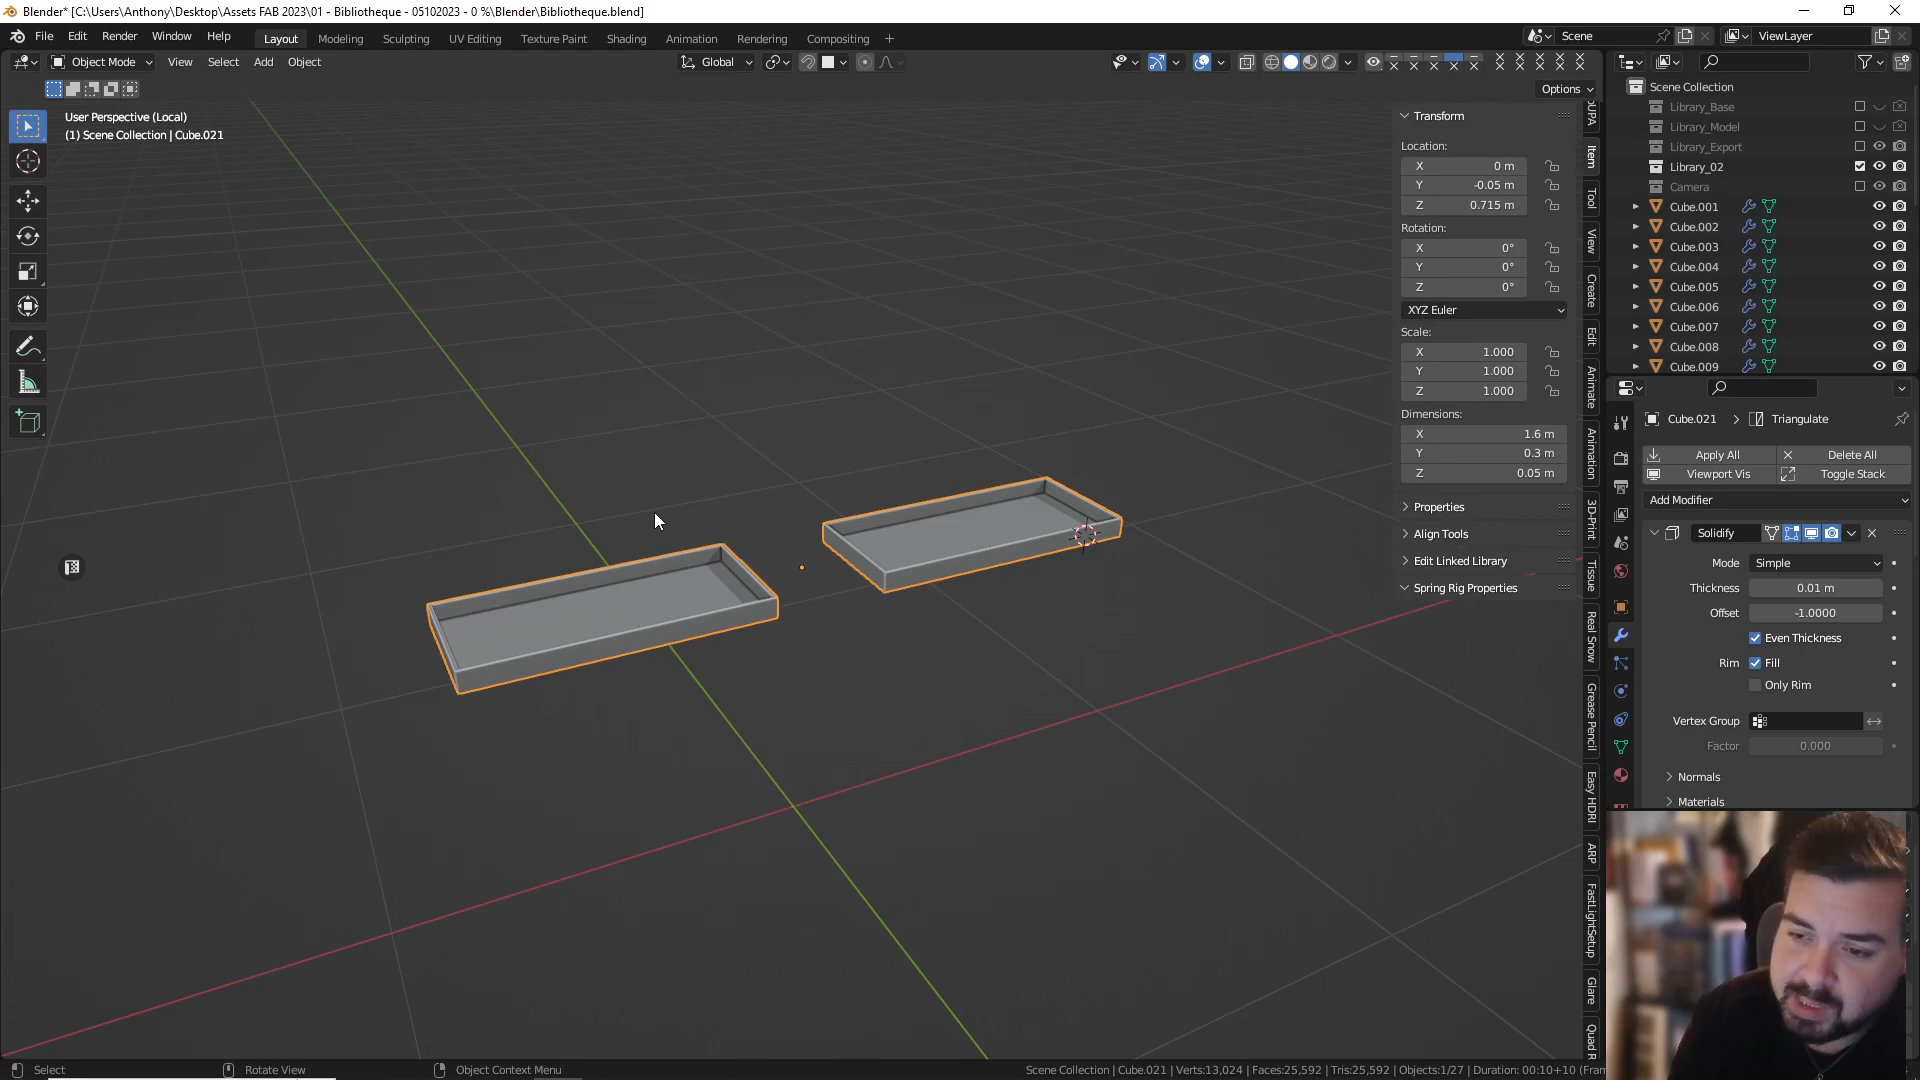 Blender* [C:\Users\Anthony\Desktop\Assets FAB 2023\01 - Bibliotheque - 05102023 - 0 %\Blender\Bibliotheque.blend]
File Edit Render Window Help Layout Modeling Sculpting UV Editing Texture Paint Shading Animation Rendering Compositing Scene ViewLayer
Object Mode View Select Add Object Global
Options
User Perspective (Local)
(1) Scene Collection | Cube.021
Transform
Location:
X 0 m
Y -0.05 m
Z 0.715 m
Rotation:
X 0°
Y 0°
Z 0°
XYZ Euler
Scale:
X 1.000
Y 1.000
Z 1.000
Dimensions:
X 1.6 m
Y 0.3 m
Z 0.05 m
Properties
Align Tools
Edit Linked Library
Spring Rig Properties
Item
Tool
View
Create
Edit
Animate
Animation
3D-Print
Tissue
Real Snow
Grease Pencil
Easy HDRI
ARP
FastLightSetup
Glare
Quad R
Scene Collection
Library_Base
Library_Model
Library_Export
Library_02
Camera
Cube.001
Cube.002
Cube.003
Cube.004
Cube.005
Cube.006
Cube.007
Cube.008
Cube.009
Cube.021 > Triangulate
Apply All Delete All
Viewport Vis Toggle Stack
Add Modifier
Solidify
Mode Simple
Thickness 0.01 m
Offset -1.0000
Even Thickness
Rim Fill
Only Rim
Vertex Group
Factor 0.000
Normals
Materials
Select Rotate View Object Context Menu Scene Collection | Cube.021 | Verts:13,024 | Faces:25,592 | Tris:25,592 | Objects:1/27 | Duration: 00:10+10 (Fram